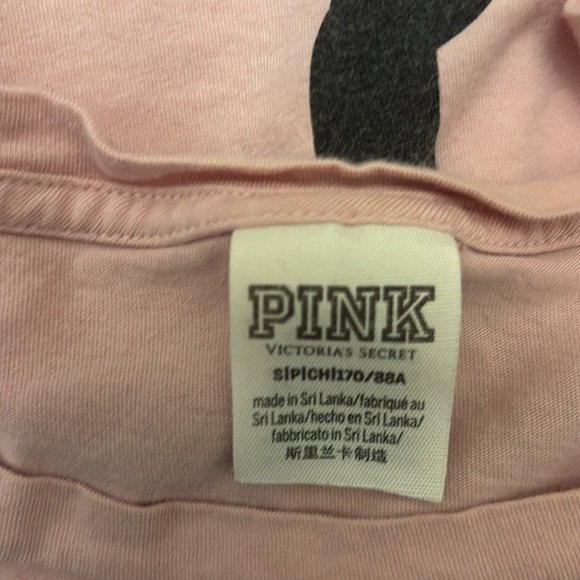 PINK
VICTORIA'S SECRET
S|P|CH|170/88A
made in Sri Lanka/fabriqué au
Sri Lanka/hecho en Sri Lanka/
fabbricato in Sri Lanka/
斯里兰卡制造